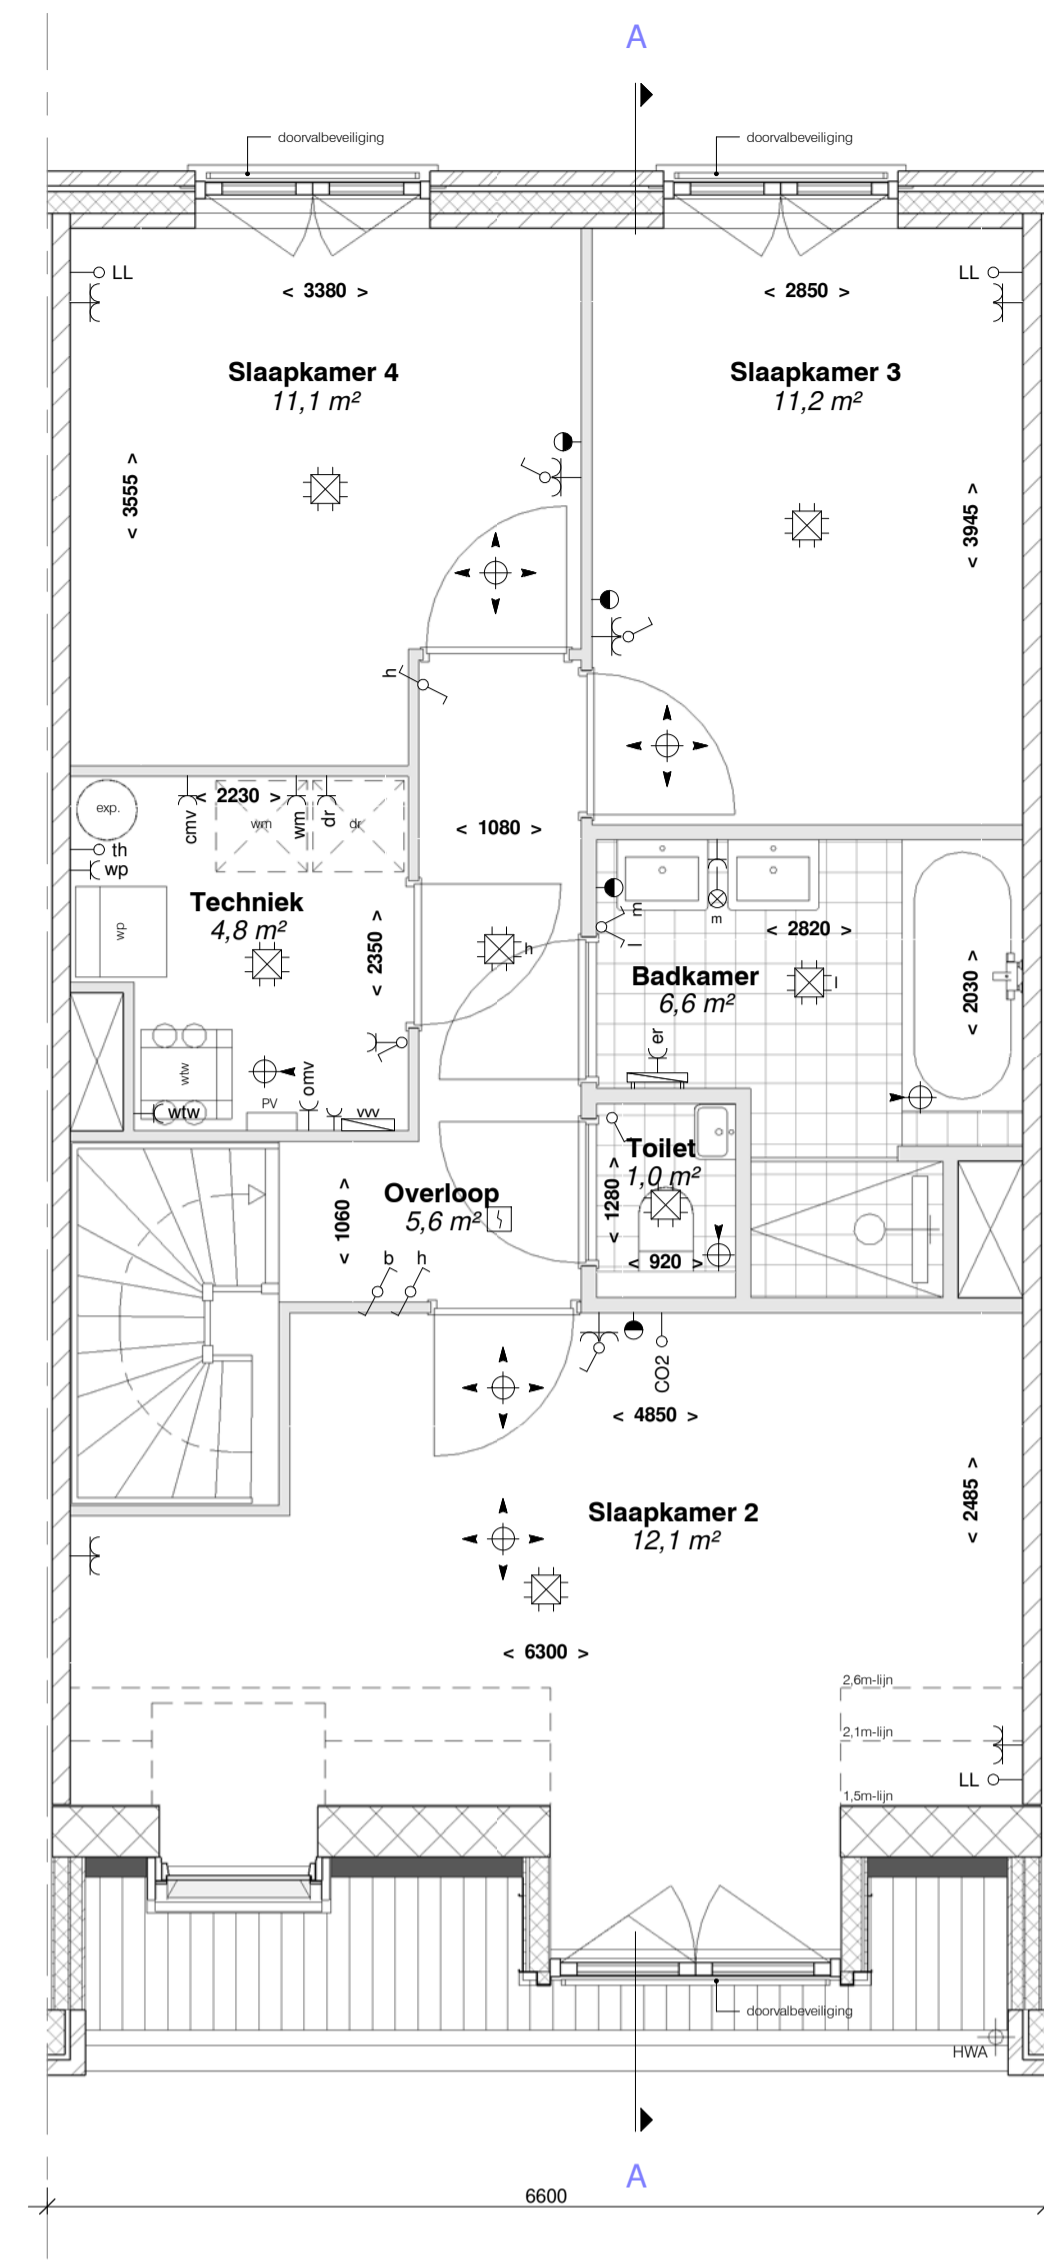 A
doorvalbeveiliging
doorvalbeveiliging
LL
LL
< 3380 >
< 2850 >
Slaapkamer 4
11,1 m²
Slaapkamer 3
11,2 m²
< 3555 >
< 3945 >
h
exp.
cmv
< 2230 >
wm
wm
dr
dr
< 1080 >
th
wp
wp
Techniek
4,8 m²
< 2350 >
h
m
l
m
< 2820 >
Badkamer
6,6 m²
l
< 2030 >
er
wtw
wtw
PV
omv
vvv
Toilet
1,0 m²
< 1280 >
< 920 >
Overloop
5,6 m²
< 1060 >
b
h
CO2
< 4850 >
< 2485 >
Slaapkamer 2
12,1 m²
< 6300 >
2,6m-lijn
2,1m-lijn
LL
1,5m-lijn
doorvalbeveiliging
HWA
A
6600